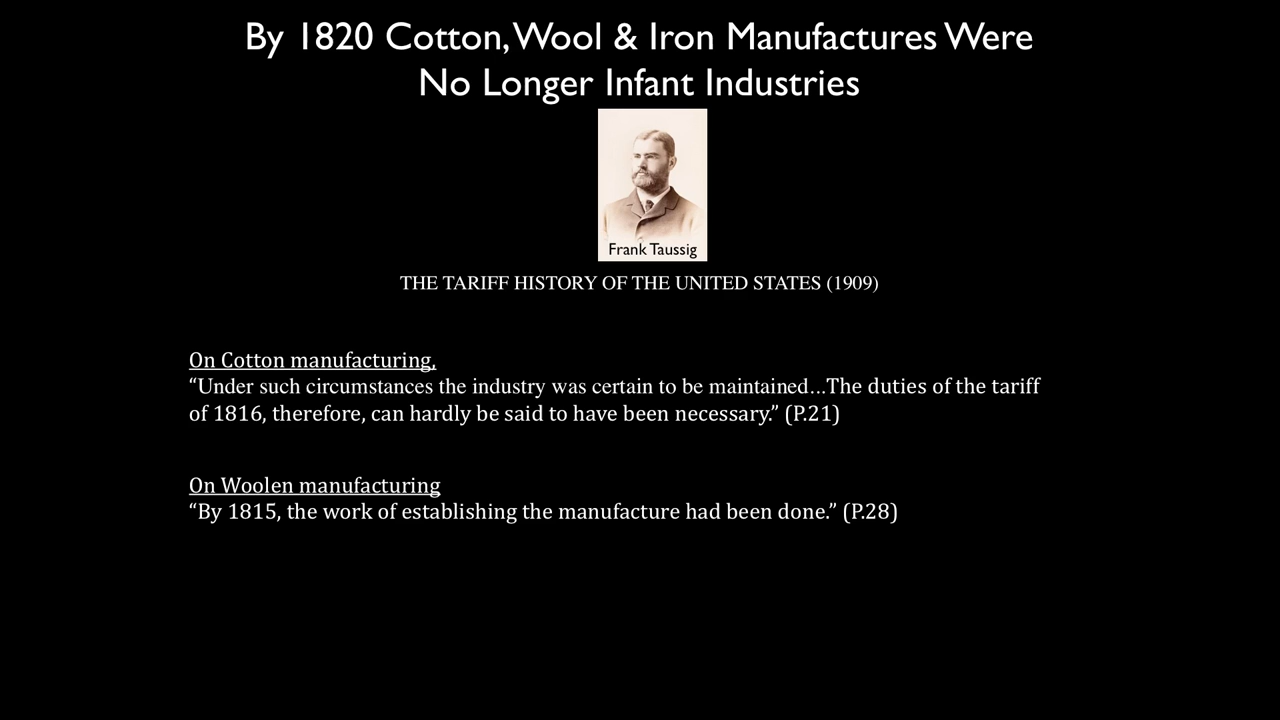 By 1820 Cotton, Wool & Iron Manufactures Were
No Longer Infant Industries
Frank Taussig
THE TARIFF HISTORY OF THE UNITED STATES (1909)
On Cotton manufacturing,
“Under such circumstances the industry was certain to be maintained…The duties of the tariff
of 1816, therefore, can hardly be said to have been necessary.” (P.21)
On Woolen manufacturing
“By 1815, the work of establishing the manufacture had been done.” (P.28)